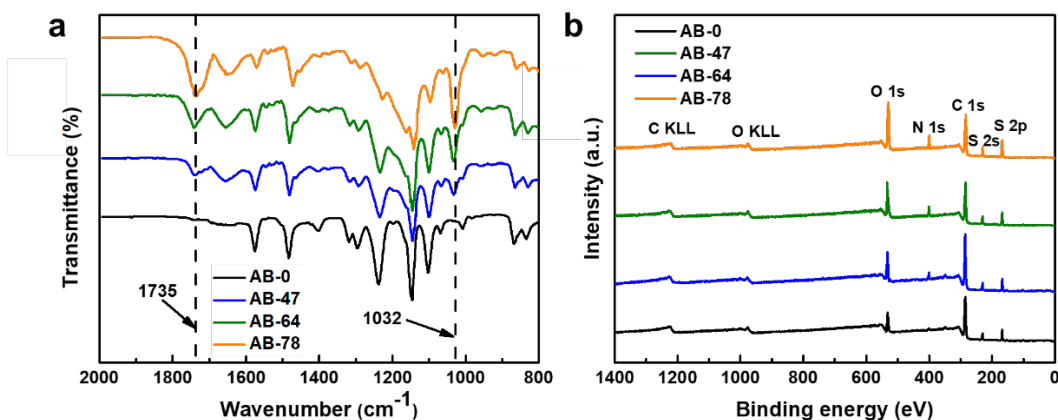 a
Transmittance (%)
AB-0
AB-47
AB-64
AB-78
1735
1032
2000 1800 1600 1400 1200 1000 800
Wavenumber (cm-1)
b
AB-0
AB-47
AB-64
AB-78
C KLL
O KLL
O 1s
N 1s
C 1s
S 2s
S 2p
Intensity (a.u.)
1400 1200 1000 800 600 400 200 0
Binding energy (eV)